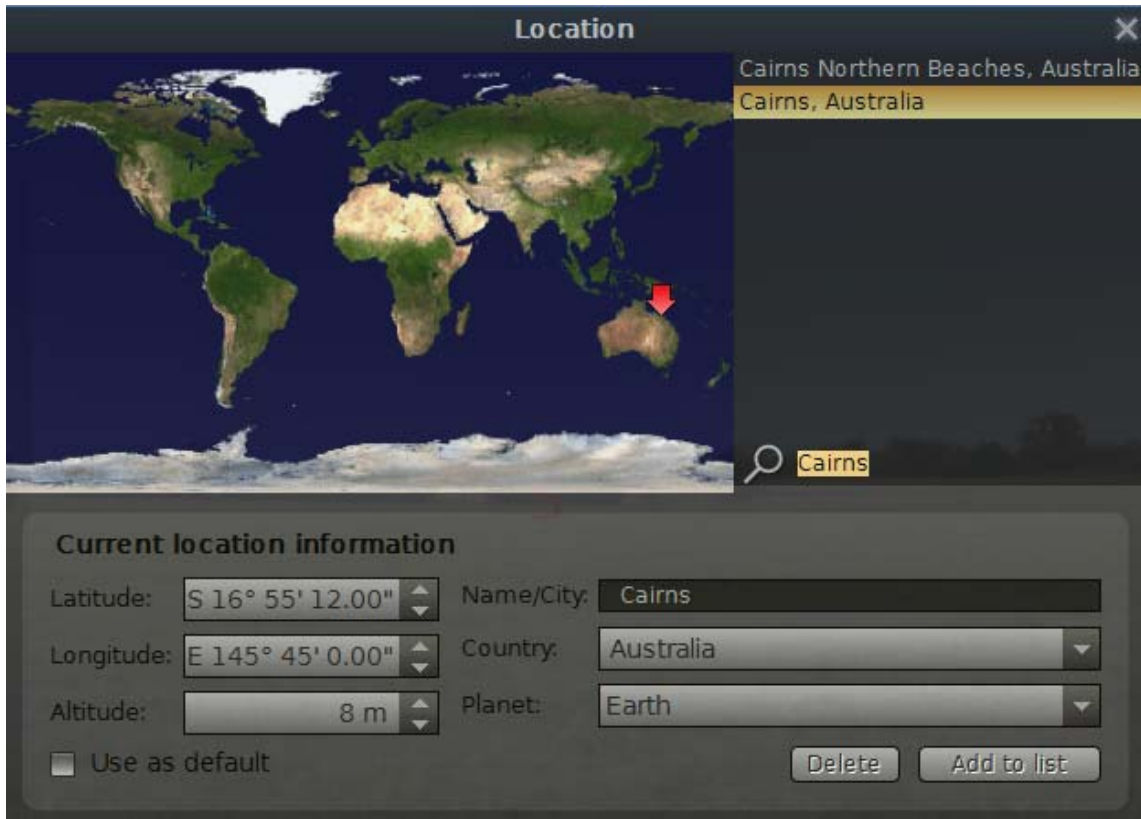 Location
Cairns Northern Beaches, Australia
Cairns, Australia
Cairns
Current location information
Latitude: S 16° 55' 12.00" Name/City: Cairns
Longitude: E 145° 45' 0.00" Country: Australia
Altitude: 8 m Planet: Earth
Use as default Delete Add to list